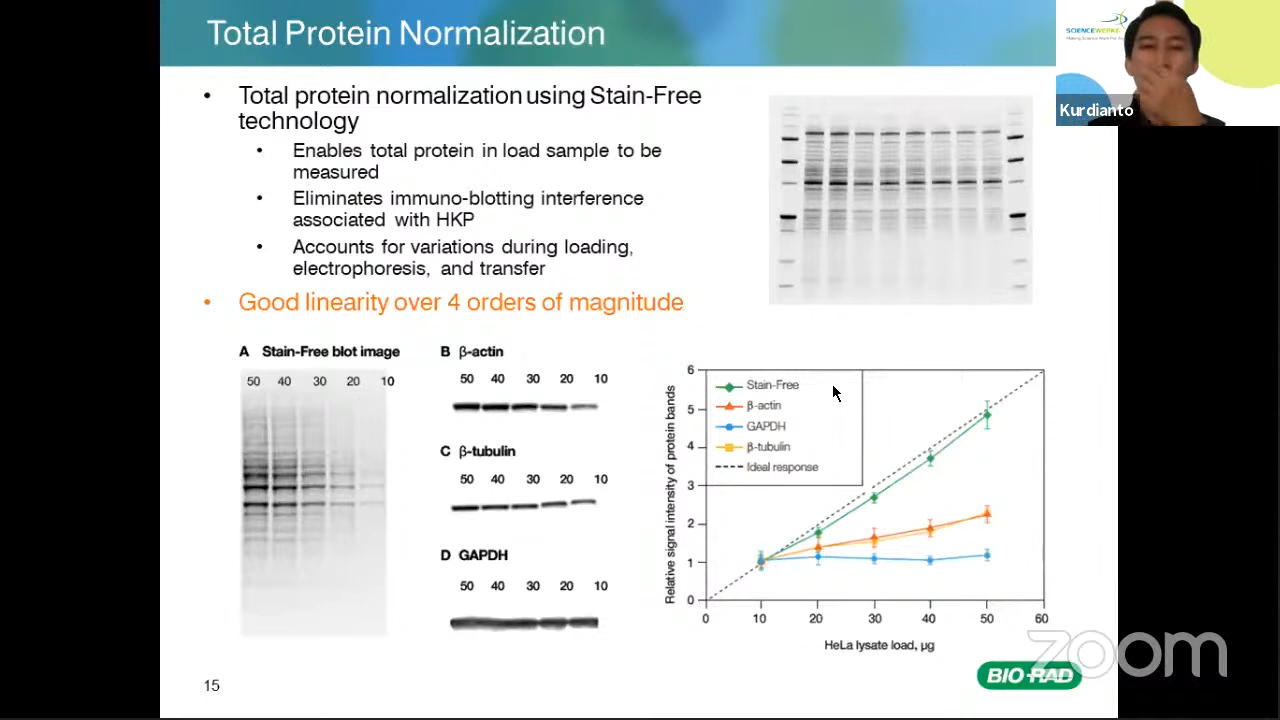 Total Protein Normalization
• Total protein normalization using Stain-Free
technology
• Enables total protein in load sample to be
measured
• Eliminates immuno-blotting interference
associated with HKP
• Accounts for variations during loading,
electrophoresis, and transfer
• Good linearity over 4 orders of magnitude
A Stain-Free blot image
50 40 30 20 10
B β-actin
50 40 30 20 10
C β-tubulin
50 40 30 20 10
D GAPDH
50 40 30 20 10
Relative signal intensity of protein bands
6
5
4
3
2
1
0
Stain-Free
β-actin
GAPDH
β-tubulin
Ideal response
0 10 20 30 40 50 60
HeLa lysate load, µg
15
BIO-RAD
zoom
SCIENCEWERKE
Kurdianto